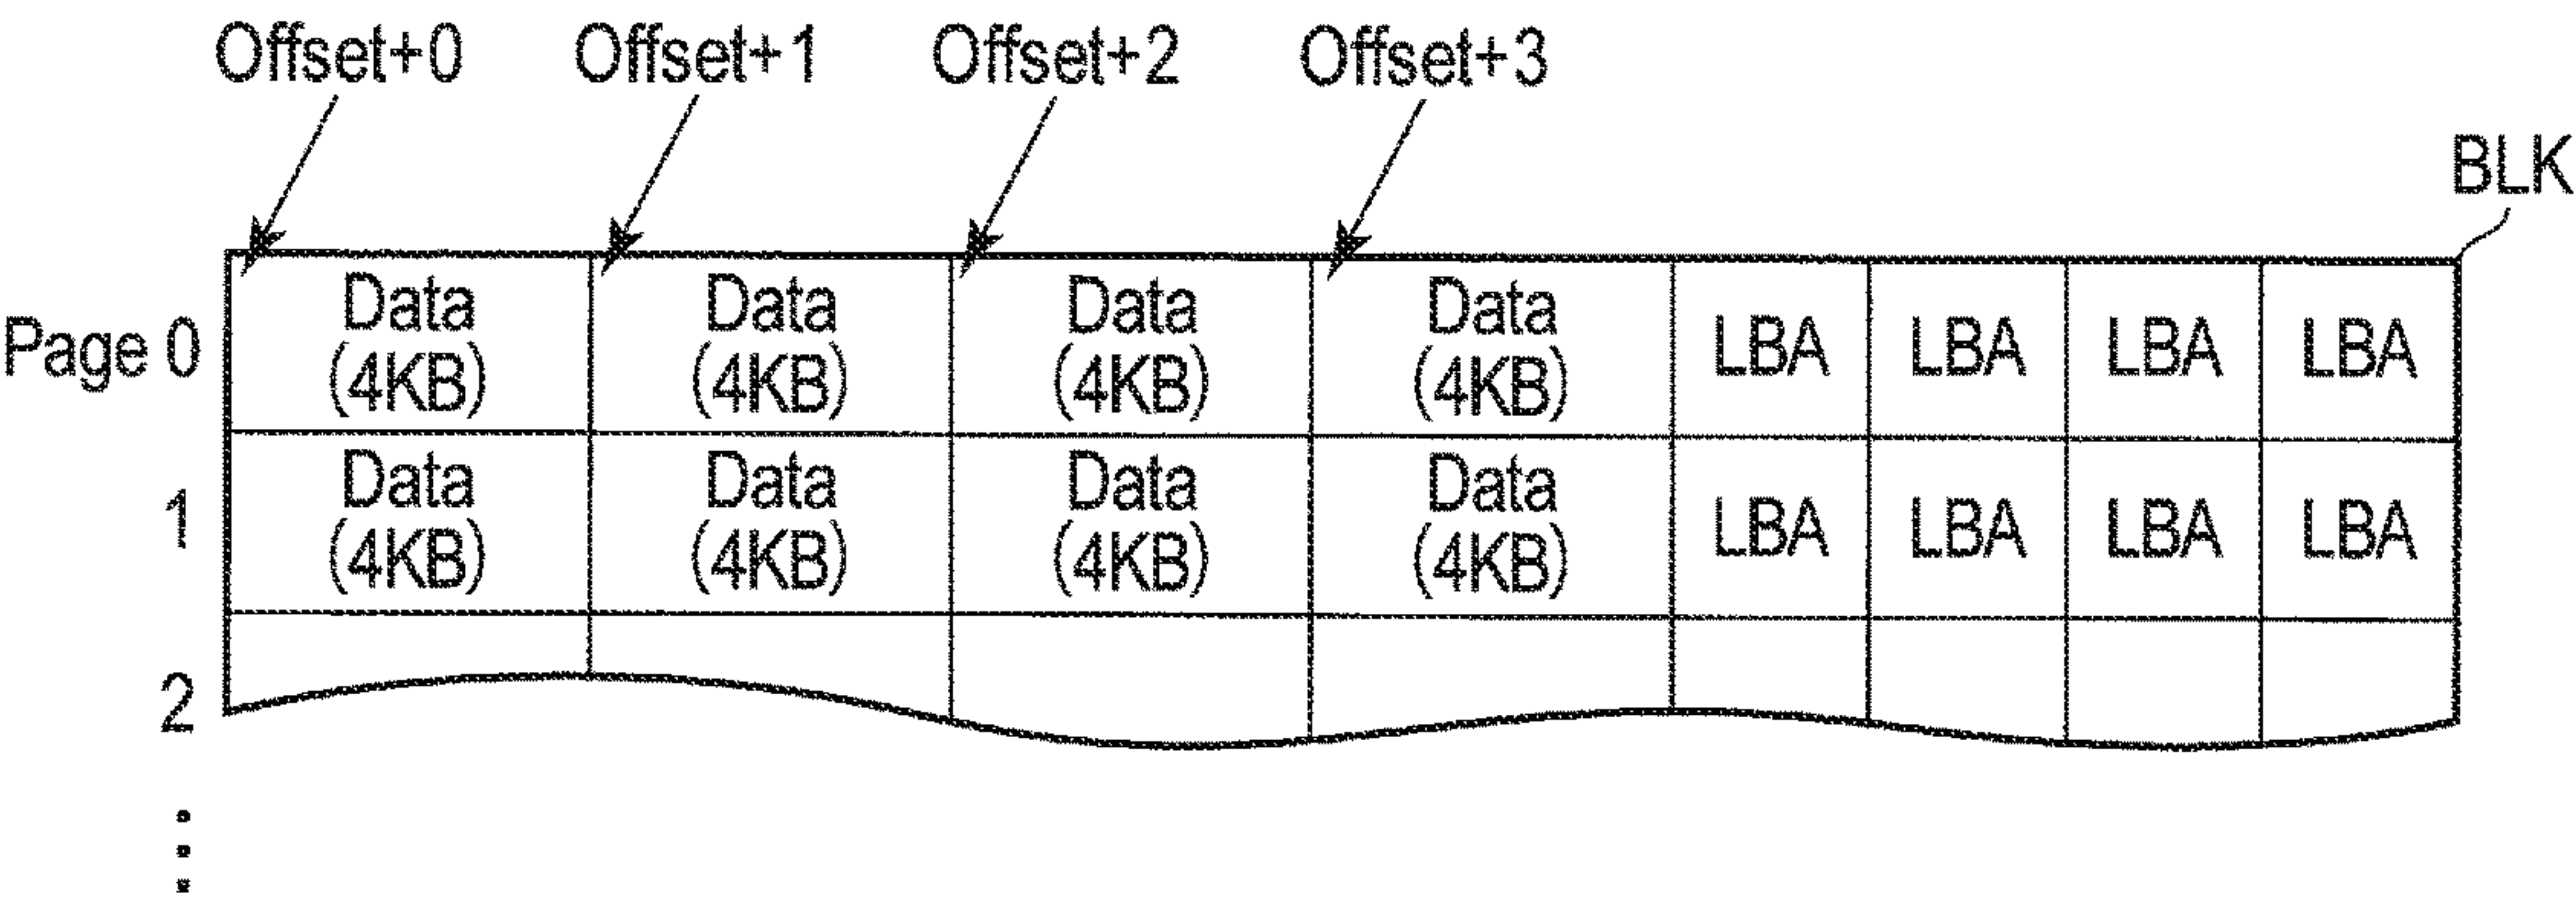 Offset+0 Offset+1 Offset+2 Offset+3
BLK
Page 0 Data (4KB) Data (4KB) Data (4KB) Data (4KB) LBA LBA LBA LBA
1 Data (4KB) Data (4KB) Data (4KB) Data (4KB) LBA LBA LBA LBA
2